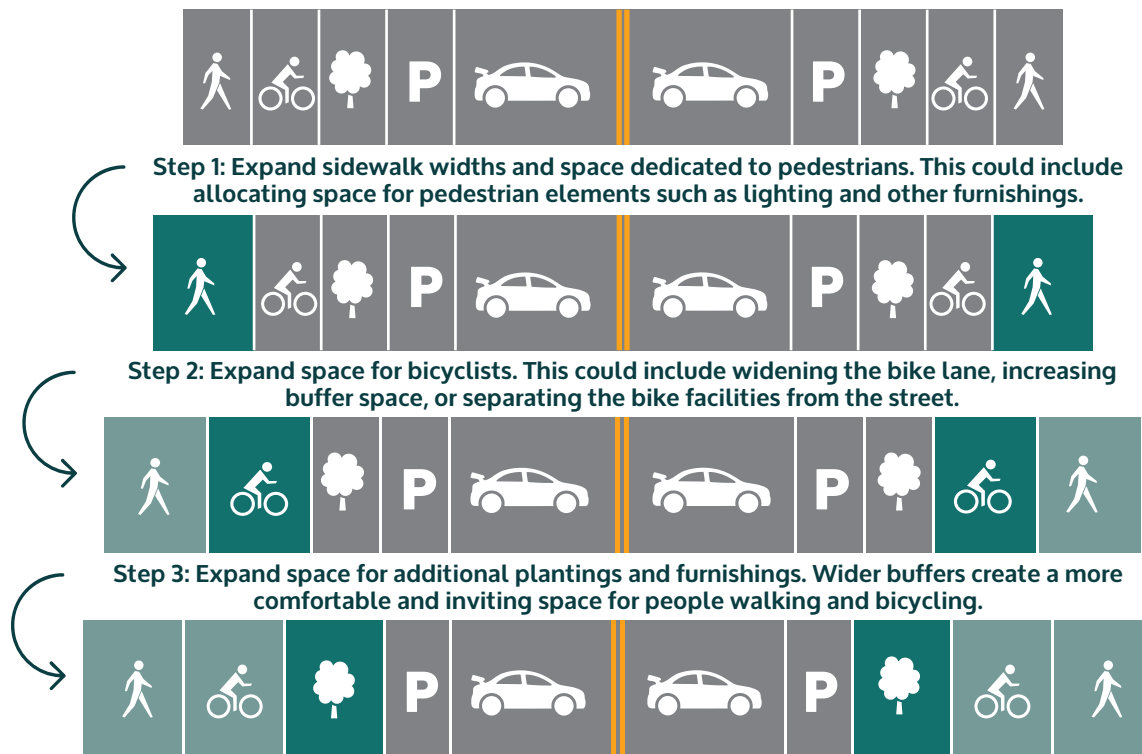 P P
Step 1: Expand sidewalk widths and space dedicated to pedestrians. This could include
allocating space for pedestrian elements such as lighting and other furnishings.
P P
Step 2: Expand space for bicyclists. This could include widening the bike lane, increasing
buffer space, or separating the bike facilities from the street.
P P
Step 3: Expand space for additional plantings and furnishings. Wider buffers create a more
comfortable and inviting space for people walking and bicycling.
P P